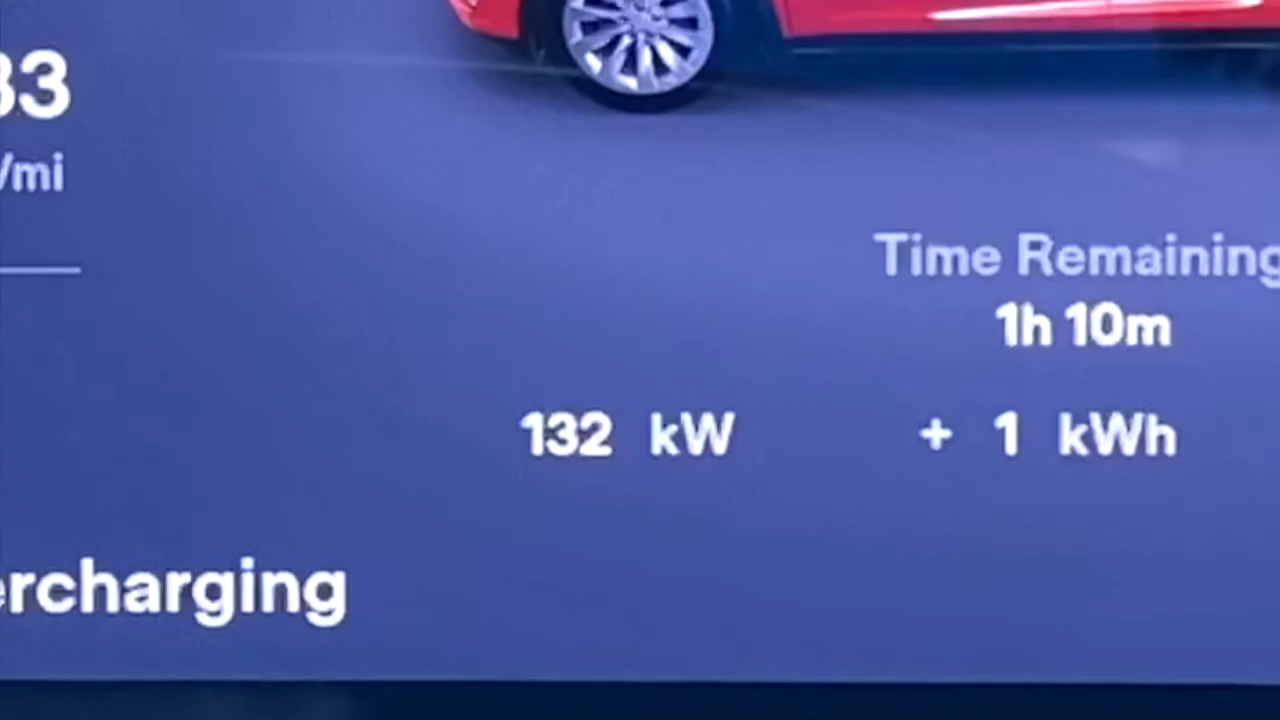 33
/mi
Time Remaining
1h 10m
132 kW + 1 kWh
ercharging